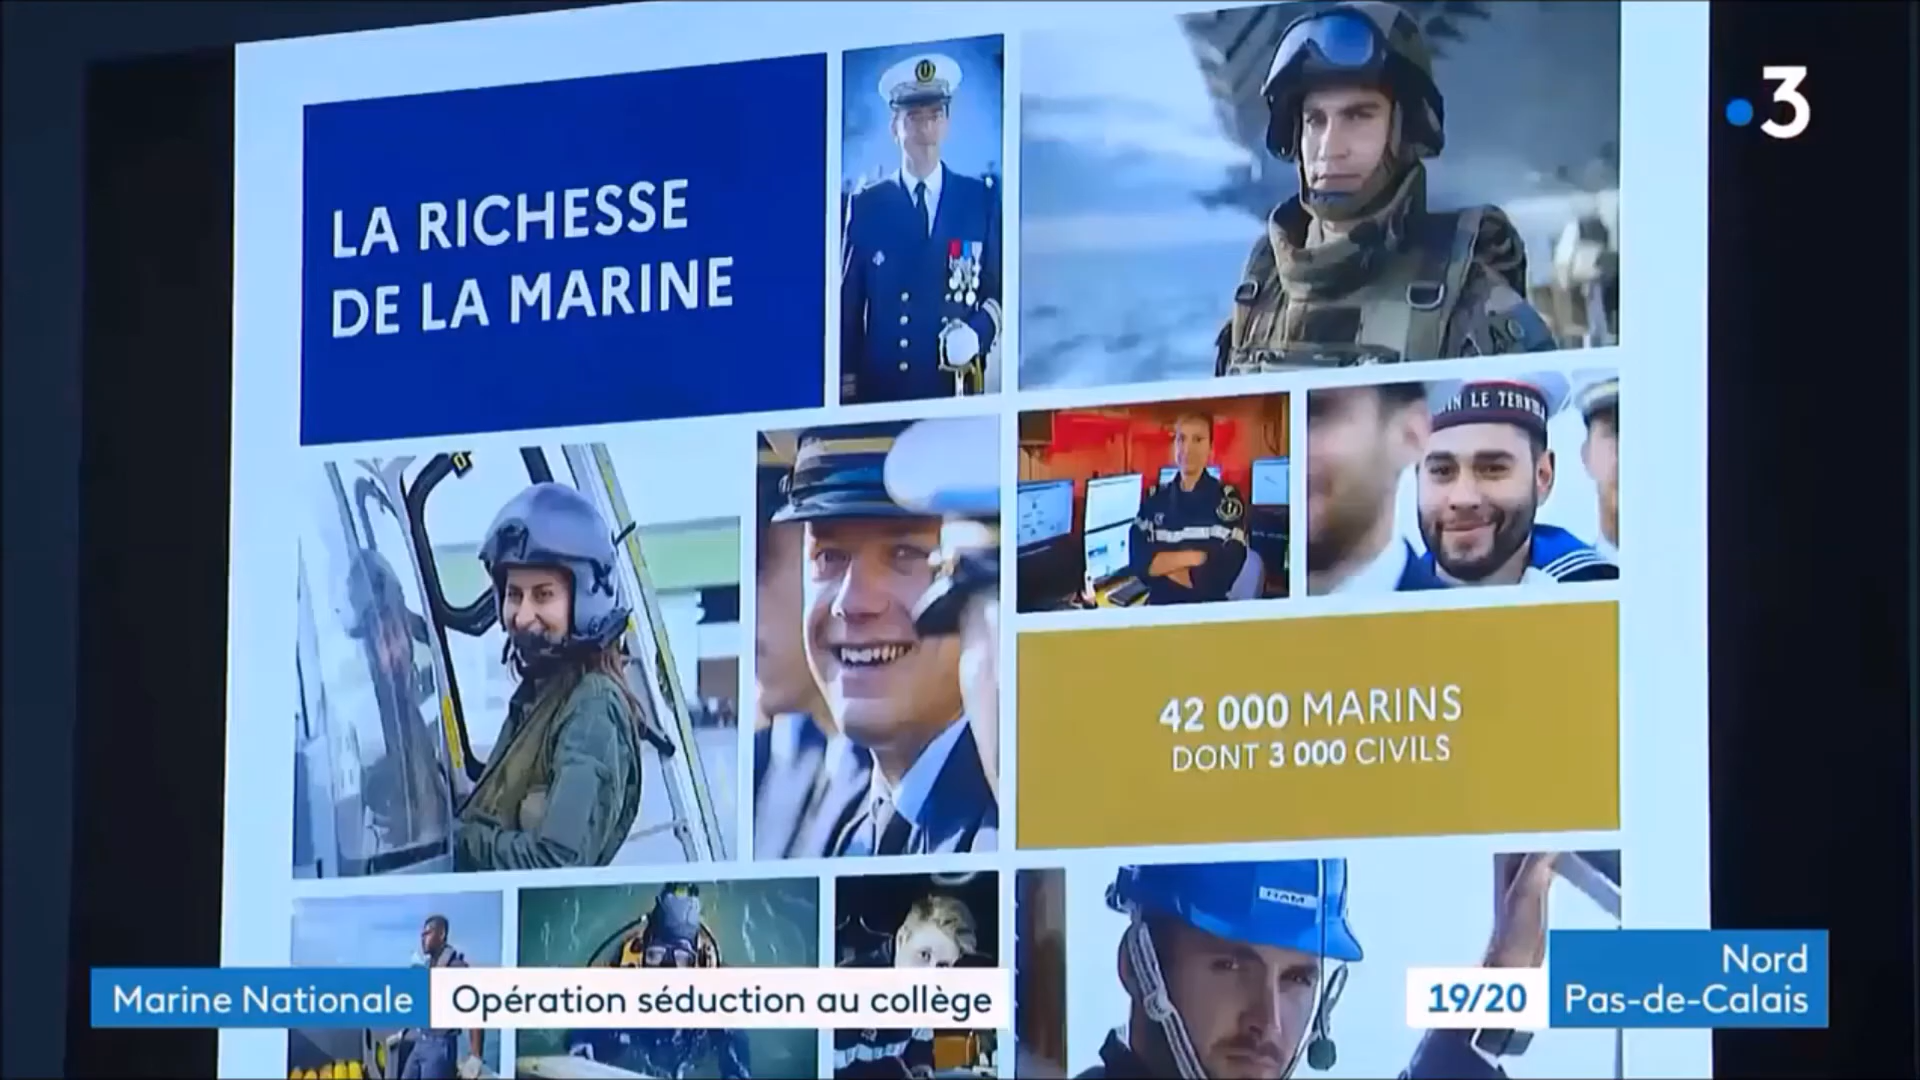 3
LA RICHESSE
DE LA MARINE
42 000 MARINS
DONT 3 000 CIVILS
Marine Nationale
Opération séduction au collège
19/20
Nord
Pas-de-Calais